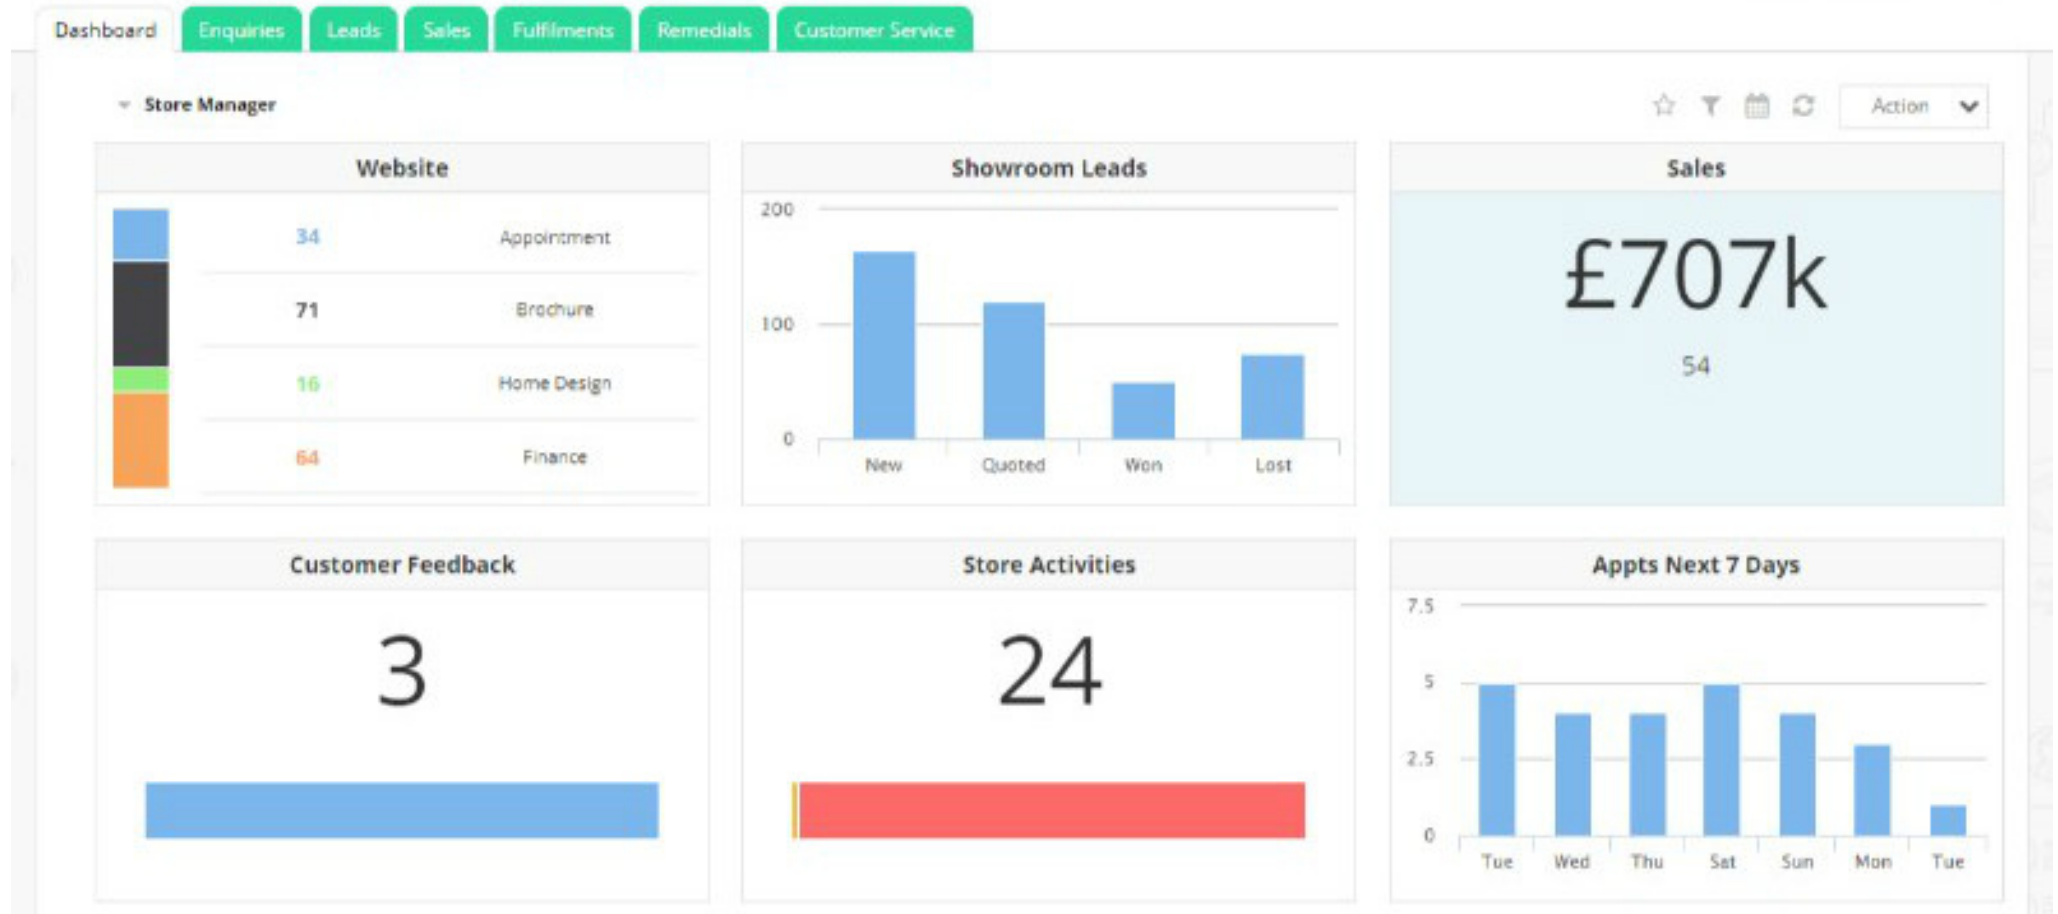 Dashboard Enquiries Leads Sales Fulfilments Remedials Customer Service
Store Manager
Action
Website
34 Appointment
71 Brochure
16 Home Design
64 Finance
Showroom Leads
200
100
0
New Quoted Won Lost
Sales
£707k
54
Customer Feedback
3
Store Activities
24
Appts Next 7 Days
7.5
5
2.5
0
Tue Wed Thu Sat Sun Mon Tue